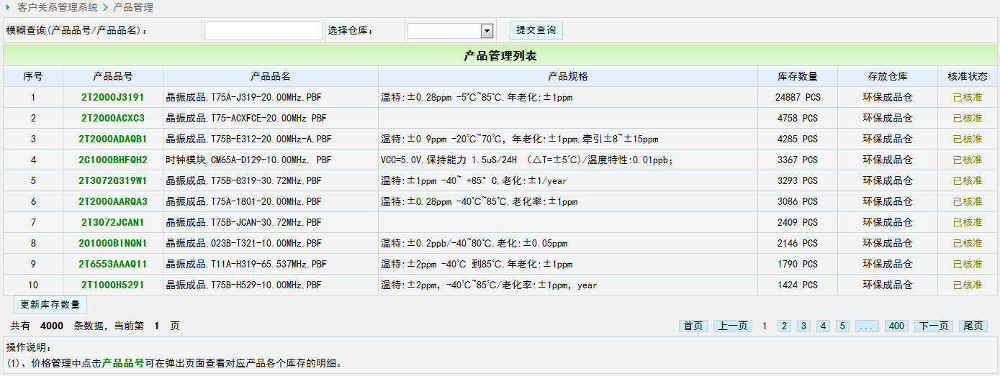 客户关系管理系统 > 产品管理
模糊查询(产品品号/产品品名): 选择仓库: 提交查询
产品管理列表
序号 产品品号 产品品名 产品规格 库存数量 存放仓库 核准状态
1 2T2000J3191 晶振成品,T75A-J319-20.00MHz,PBF 温特:±0.28ppm -5℃~85℃,年老化:±1ppm 24887 PCS 环保成品仓 已核准
2 2T2000ACXC3 晶振成品,T75-ACXFCE-20.00MHz PBF 4758 PCS 环保成品仓 已核准
3 2T2000ADAQB1 晶振成品,T75B-E312-20.00MHz-A,PBF 温特:±0.9ppm -20℃~70℃, 年老化:±1ppm,牵引±8~±15ppm 4285 PCS 环保成品仓 已核准
4 2C1000BHFQH2 时钟模块,CM65A-D129-10.00MHz, PBF VCC=5.0V,保持能力 1.5uS/24H （△T=±5℃)/温度特性:0.01ppb; 3367 PCS 环保成品仓 已核准
5 2T3072G319W1 晶振成品,T75B-G319-30.72MHz,PBF 温特:±1ppm -40~ +85° C,老化:±1/year 3293 PCS 环保成品仓 已核准
6 2T2000AARQA3 晶振成品,T75A-1801-20.00MHz,PBF 温特:±0.28ppm -40℃~85℃,老化率:±1ppm 3086 PCS 环保成品仓 已核准
7 2T3072JCAN1 晶振成品,T75B-JCAN-30.72MHz,PBF 2409 PCS 环保成品仓 已核准
8 2O1000BINQN1 晶振成品,O23B-T321-10.00MHz,PBF 温特:±0.2ppb/-40~80℃,老化:±0.05ppm 2146 PCS 环保成品仓 已核准
9 2T6553AAAQ11 晶振成品,T11A-H319-65.537MHz,PBF 温特:±2ppm -40℃ 到85℃,年老化:±1ppm 1790 PCS 环保成品仓 已核准
10 2T1000H5291 晶振成品,T75B-H529-10.00MHz,PBF 温特:±2ppm, -40℃~85℃/老化率:±1ppm, year 1424 PCS 环保成品仓 已核准
更新库存数量
共有 4000 条数据, 当前第 1 页 首页 上一页 1 2 3 4 5 ... 400 下一页 尾页
操作说明:
(1)、价格管理中点击产品品号可在弹出页面查看对应产品各个库存的明细。